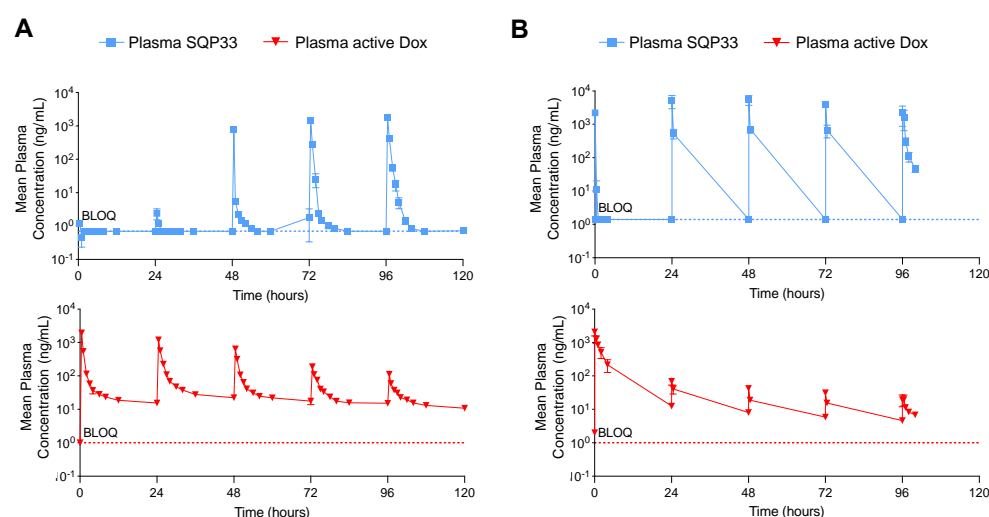 A
B
Plasma SQP33 Plasma active Dox
Plasma SQP33 Plasma active Dox
Mean Plasma
Concentration (ng/mL)
10⁴
10³
10²
10¹
10⁰
10⁻¹
BLOQ
0 24 48 72 96 120
Time (hours)
Mean Plasma
Concentration (ng/mL)
10⁴
10³
10²
10¹
10⁰
10⁻¹
BLOQ
0 24 48 72 96 120
Time (hours)
Mean Plasma
Concentration (ng/mL)
10⁴
10³
10²
10¹
10⁰
10⁻¹
BLOQ
0 24 48 72 96 120
Time (hours)
Mean Plasma
Concentration (ng/mL)
10⁴
10³
10²
10¹
10⁰
10⁻¹
BLOQ
0 24 48 72 96 120
Time (hours)